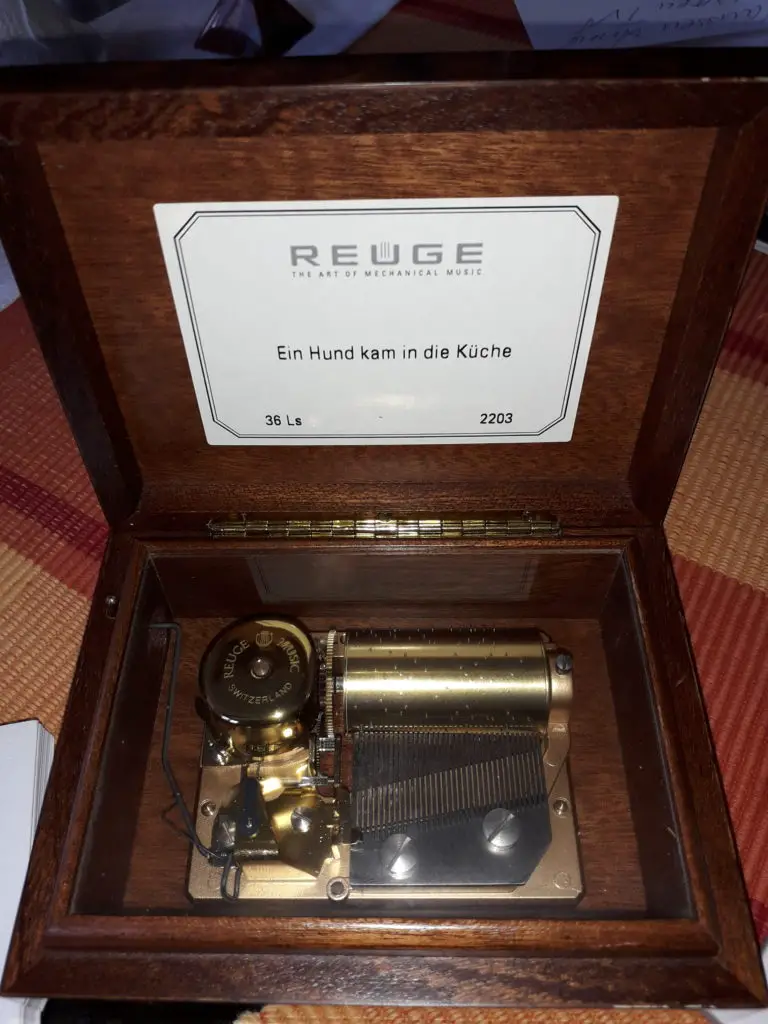 REUGE
THE ART OF MECHANICAL MUSIC
Ein Hund kam in die Küche
36 Ls 2203
REUGE MUSIC
SWITZERLAND